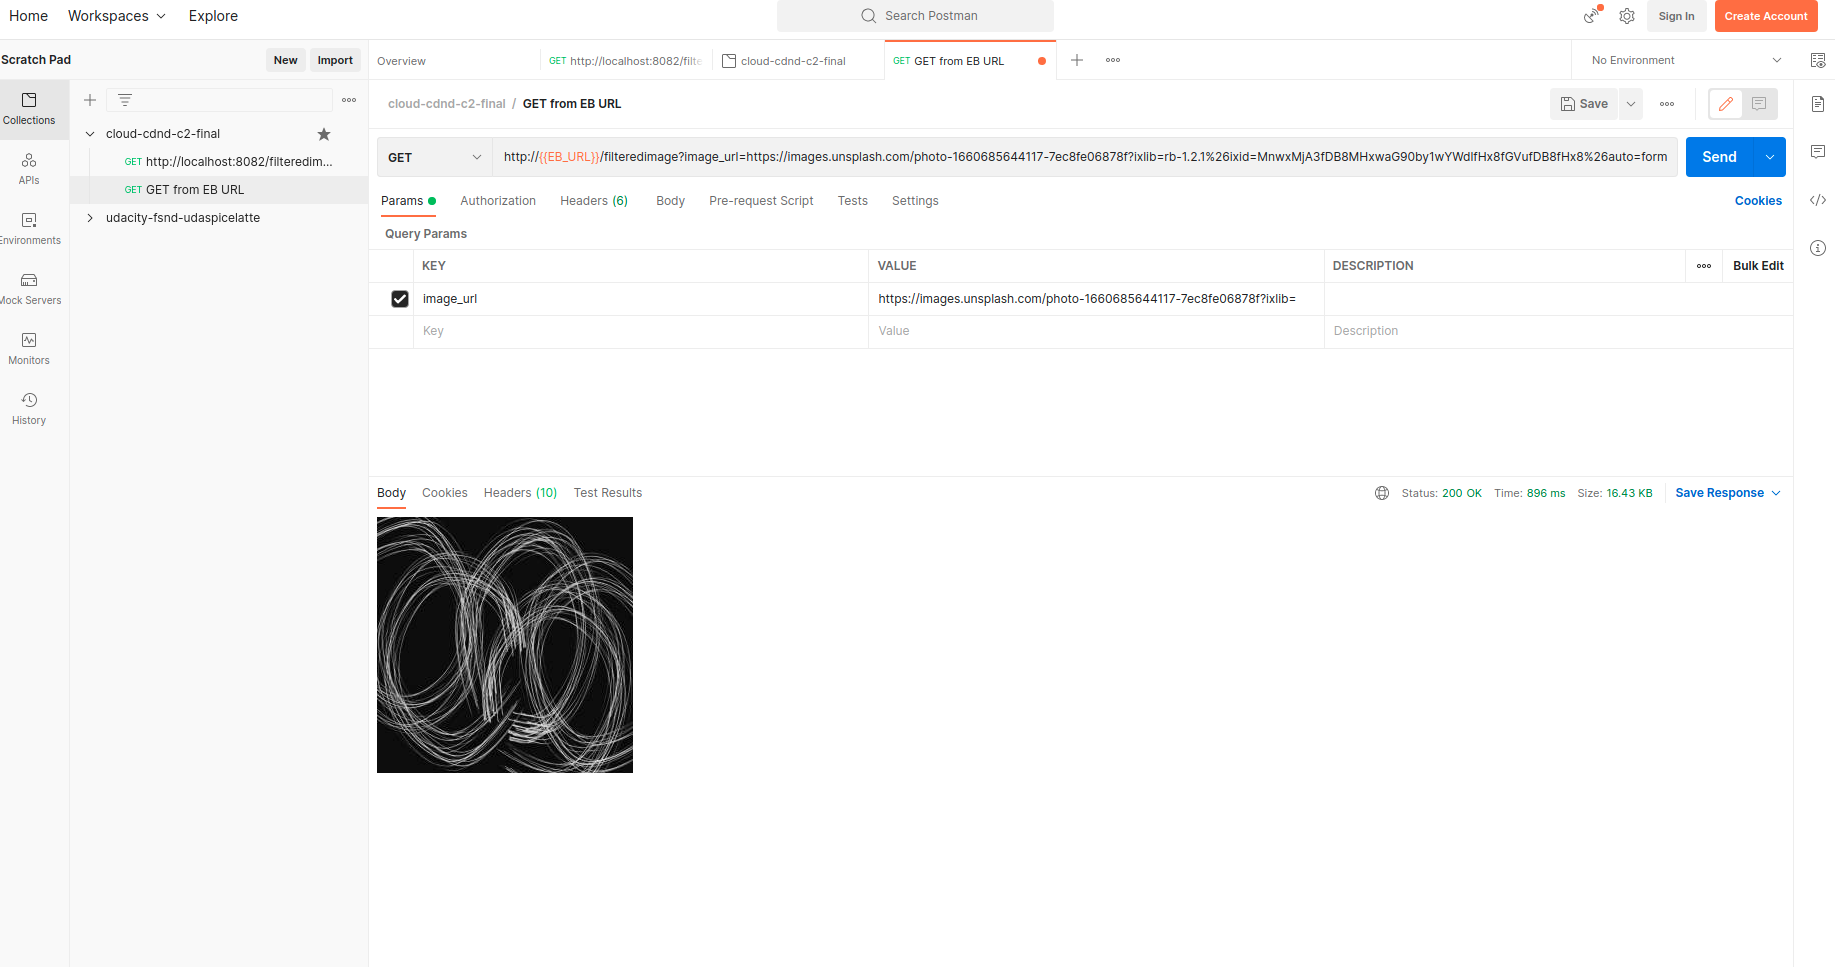 Home Workspaces Explore Search Postman Sign In Create Account
Scratch Pad New Import Overview GET http://localhost:8082/filte cloud-cdnd-c2-final GET GET from EB URL No Environment
Collections
cloud-cdnd-c2-final / GET from EB URL Save
cloud-cdnd-c2-final
GET http://localhost:8082/filteredim...
GET from EB URL
udacity-fsnd-udaspicelatte
APIs
Environments
Mock Servers
Monitors
History
GET http://{{EB_URL}}/filteredimage?image_url=https://images.unsplash.com/photo-1660685644117-7ec8fe06878f?ixlib=rb-1.2.1%26ixid=MnwxMjA3fDB8MHxwaG90by1wYWdlfHx8fGVufDB8fHx8%26auto=form Send
Params Authorization Headers (6) Body Pre-request Script Tests Settings Cookies
Query Params
KEY VALUE DESCRIPTION Bulk Edit
image_url https://images.unsplash.com/photo-1660685644117-7ec8fe06878f?ixlib=
Key Value Description
Body Cookies Headers (10) Test Results Status: 200 OK Time: 896 ms Size: 16.43 KB Save Response